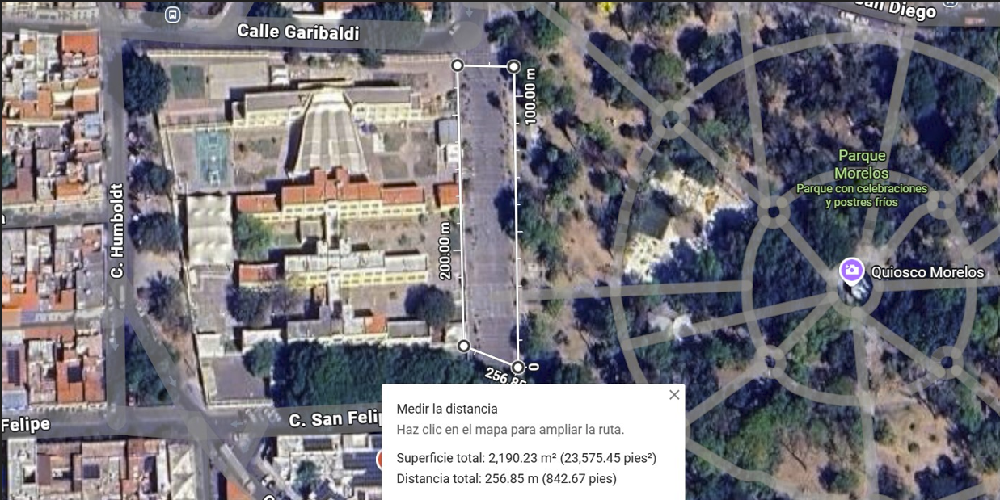 San Diego
Calle Garibaldi
100.00 m
Parque
Morelos
Parque con celebraciones
y postres fríos
C. Humboldt
200.00 m
Quiosco Morelos
0
256.85
Felipe
C. San Felip
Medir la distancia
Haz clic en el mapa para ampliar la ruta.
Superficie total: 2,190.23 m² (23,575.45 pies²)
Distancia total: 256.85 m (842.67 pies)